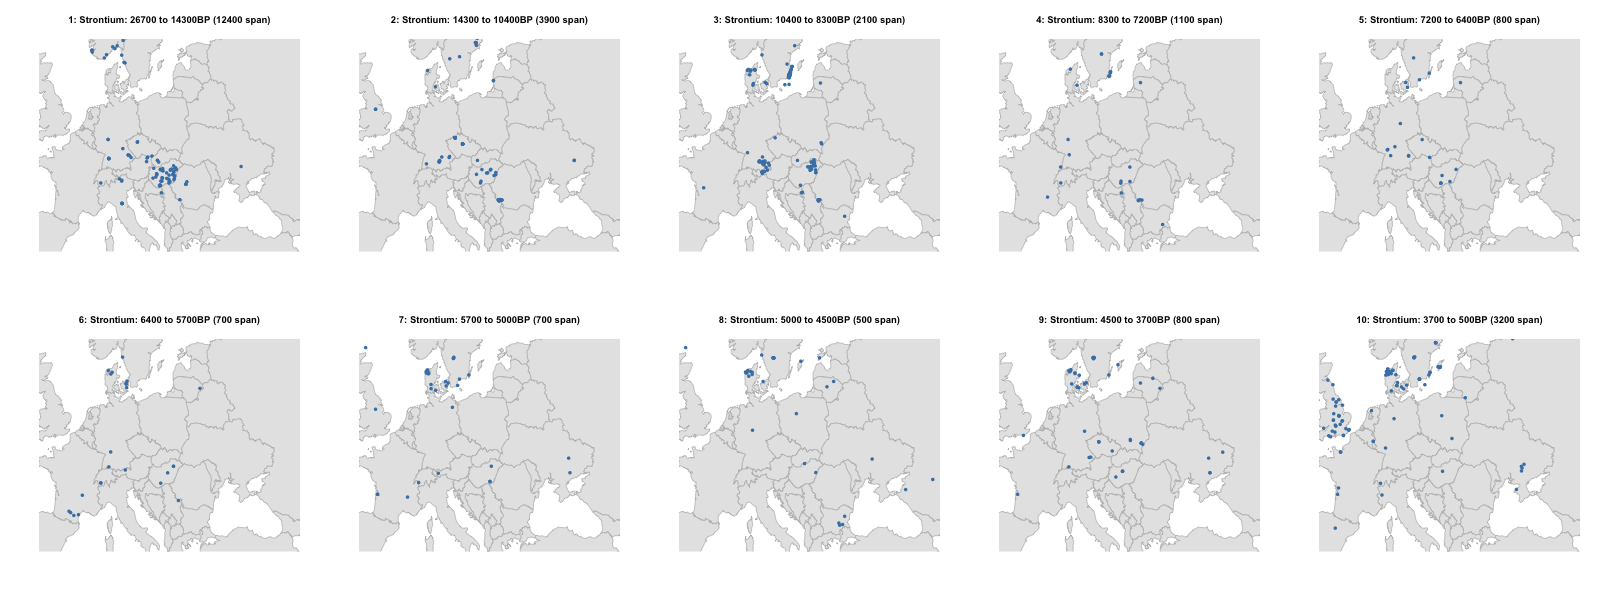 1: Strontium: 26700 to 14300BP (12400 span)
2: Strontium: 14300 to 10400BP (3900 span)
3: Strontium: 10400 to 8300BP (2100 span)
4: Strontium: 8300 to 7200BP (1100 span)
5: Strontium: 7200 to 6400BP (800 span)
6: Strontium: 6400 to 5700BP (700 span)
7: Strontium: 5700 to 5000BP (700 span)
8: Strontium: 5000 to 4500BP (500 span)
9: Strontium: 4500 to 3700BP (800 span)
10: Strontium: 3700 to 500BP (3200 span)